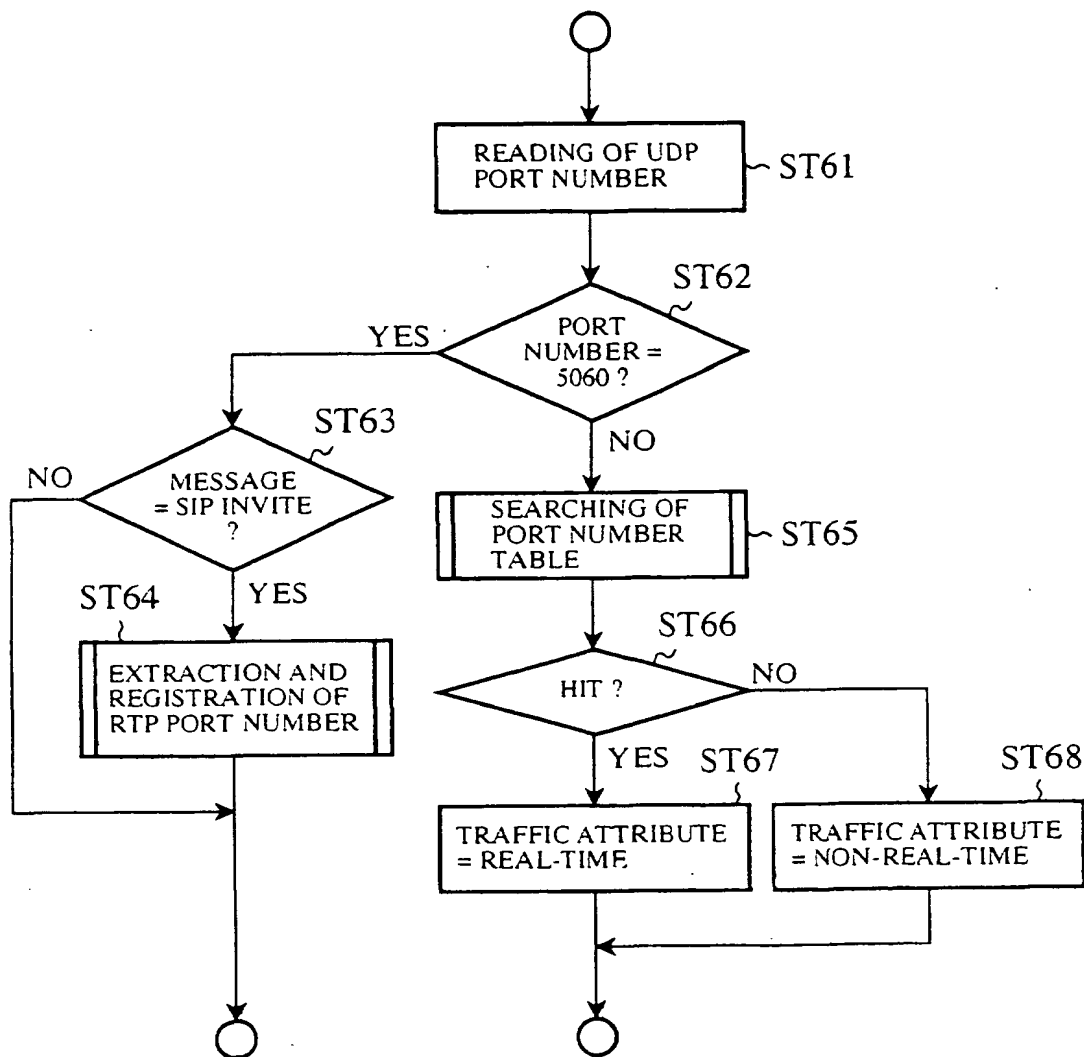 READING OF UDP
PORT NUMBER
ST61
ST62
PORT
NUMBER =
5060 ?
YES
NO
ST63
MESSAGE
= SIP INVITE
?
NO
YES
ST64
EXTRACTION AND
REGISTRATION OF
RTP PORT NUMBER
SEARCHING OF
PORT NUMBER
TABLE
ST65
ST66
HIT ?
NO
YES
ST67
TRAFFIC ATTRIBUTE
= REAL-TIME
ST68
TRAFFIC ATTRIBUTE
= NON-REAL-TIME